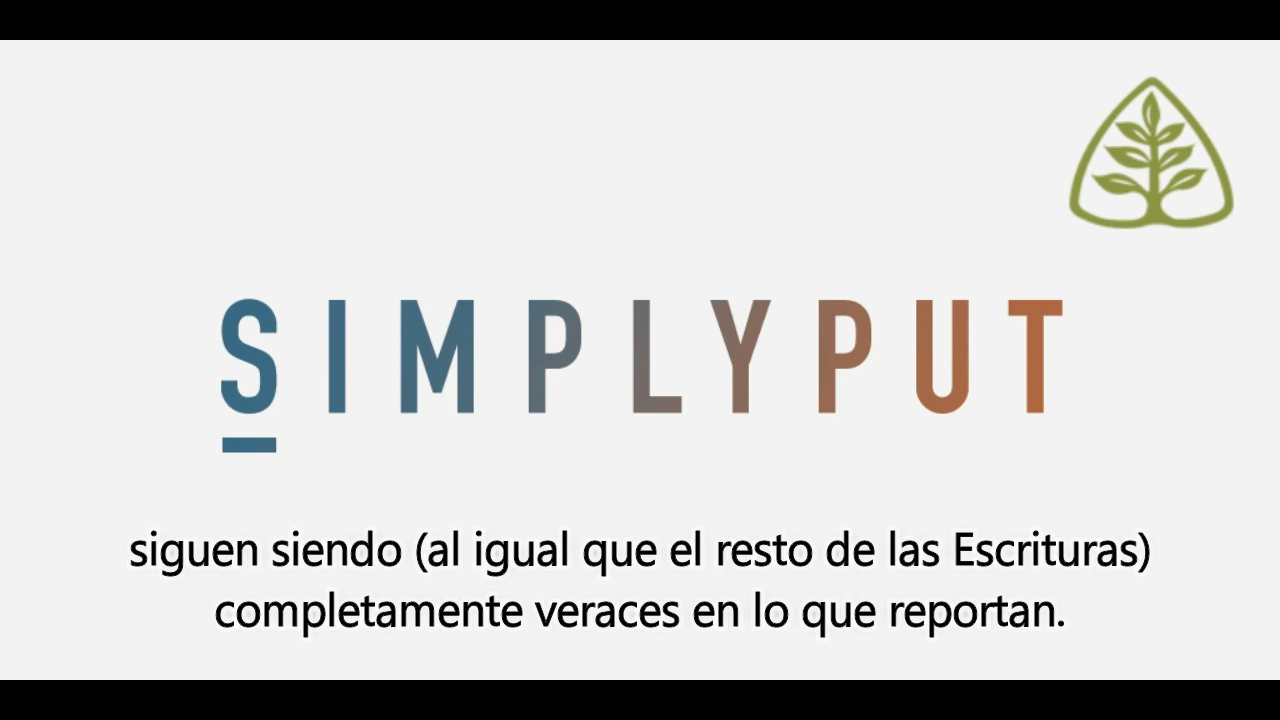 SIMPLYPUT
siguen siendo (al igual que el resto de las Escrituras)
completamente veraces en lo que reportan.